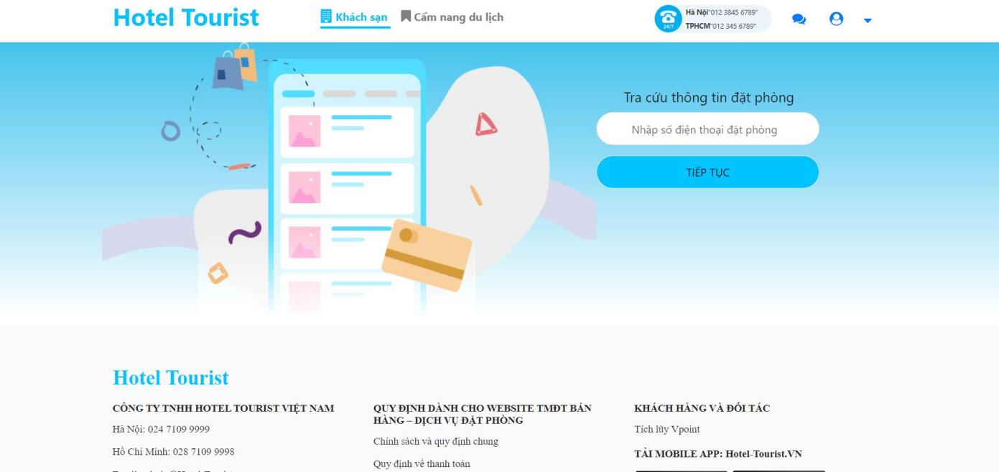 Hotel Tourist
Khách sạn
Cẩm nang du lịch
24/7
Hà Nội"012 3845 6789"
TPHCM"012 345 6789"
Tra cứu thông tin đặt phòng
Nhập số điện thoại đặt phòng
TIẾP TỤC
Hotel Tourist
CÔNG TY TNHH HOTEL TOURIST VIỆT NAM
Hà Nội: 024 7109 9999
Hồ Chí Minh: 028 7109 9998
QUY ĐỊNH DÀNH CHO WEBSITE TMĐT BÁN
HÀNG – DỊCH VỤ ĐẶT PHÒNG
Chính sách và quy định chung
Quy định về thanh toán
KHÁCH HÀNG VÀ ĐỐI TÁC
Tích lũy Vpoint
TẢI MOBILE APP: Hotel-Tourist.VN